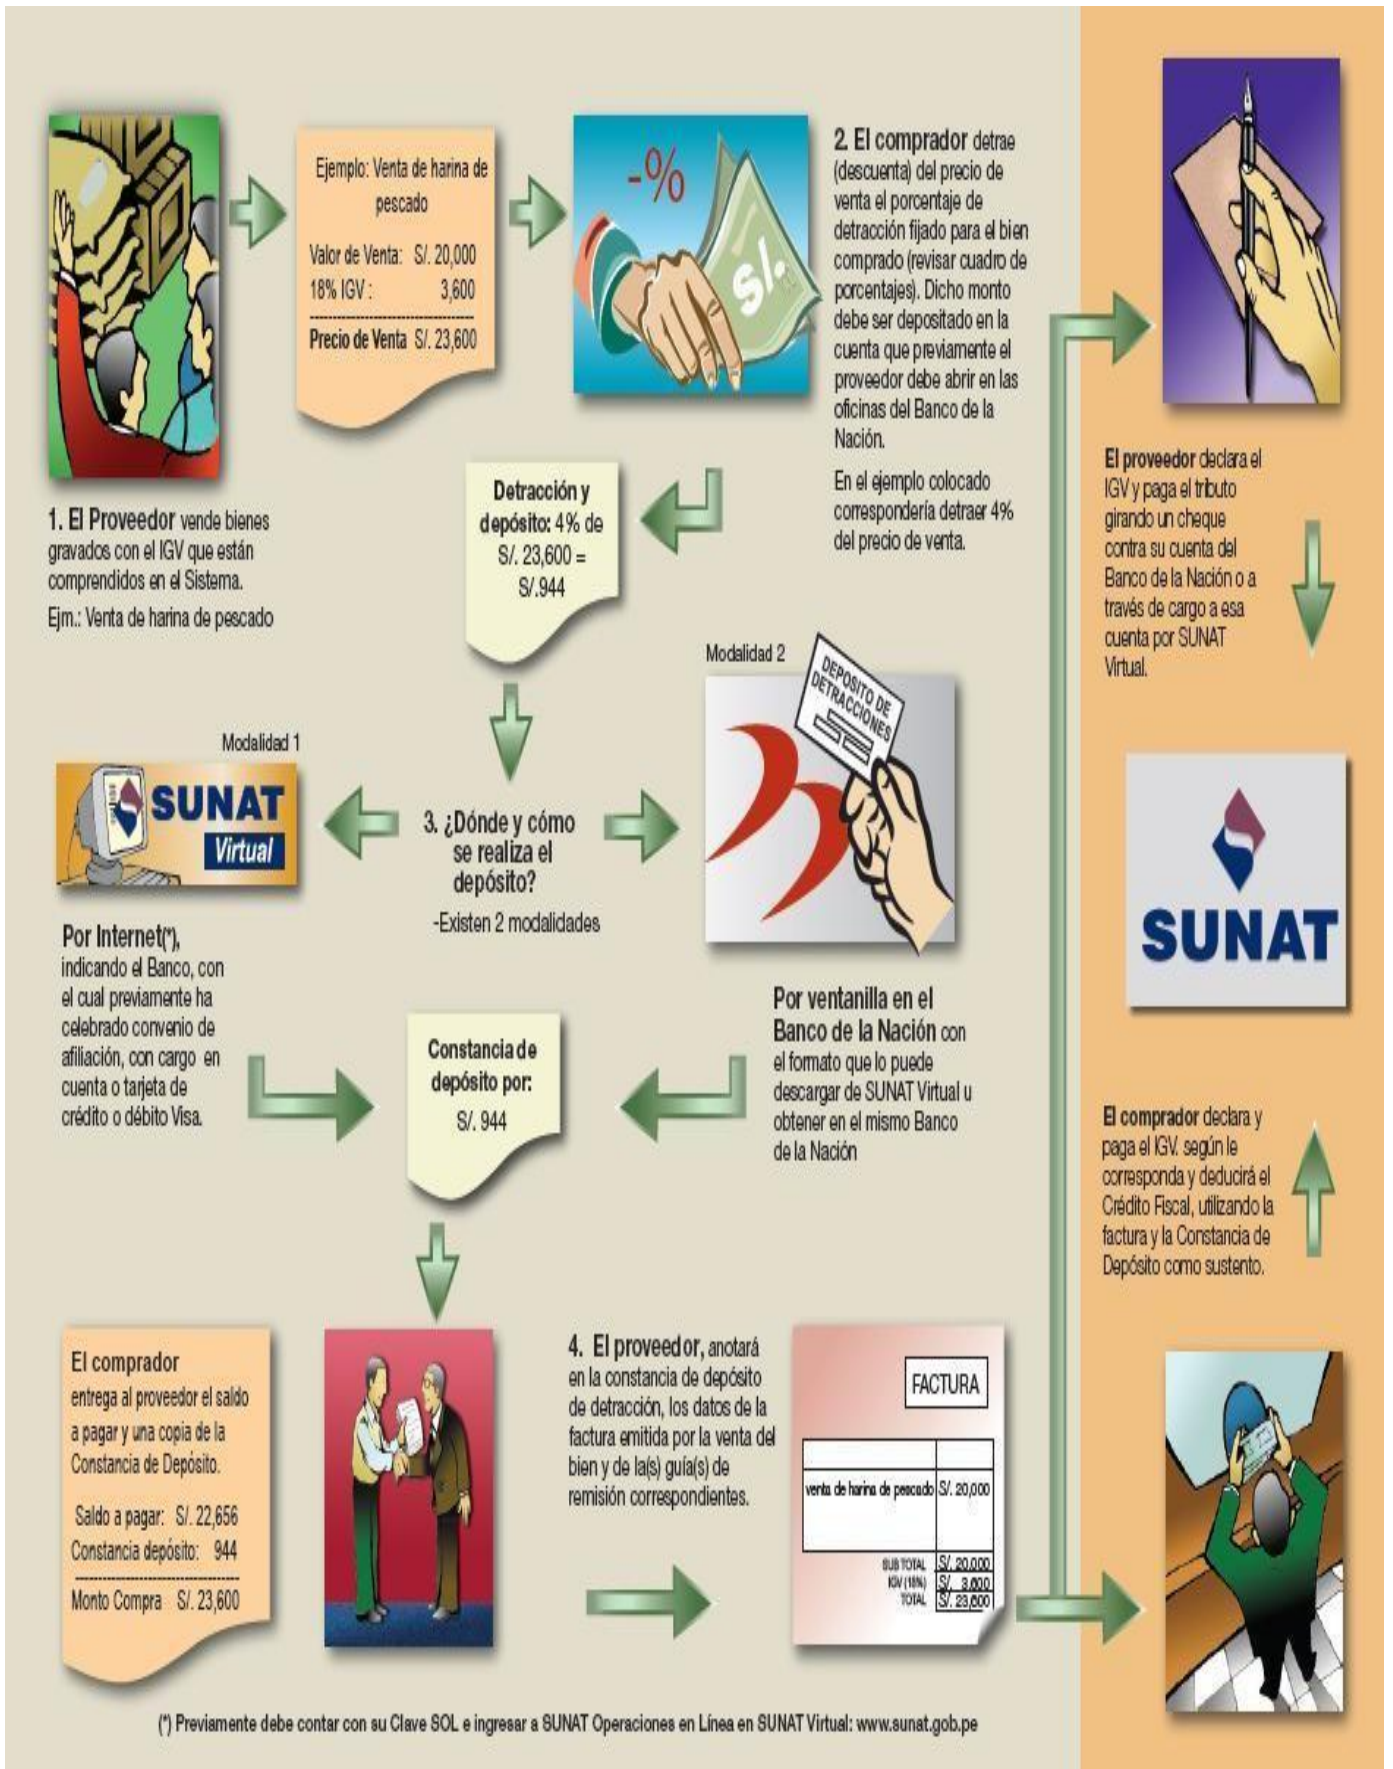 Ejemplo: Venta de harina de
pescado
Valor de Venta: S/. 20,000
18% IGV : 3,600
Precio de Venta S/. 23,600
-%
S/.
1. El Proveedor vende bienes
gravados con el IGV que están
comprendidos en el Sistema.
Ejm.: Venta de harina de pescado
2. El comprador detrae
(descuenta) del precio de
venta el porcentaje de
detracción fijado para el bien
comprado (revisar cuadro de
porcentajes). Dicho monto
debe ser depositado en la
cuenta que previamente el
proveedor debe abrir en las
oficinas del Banco de la
Nación.
En el ejemplo colocado
correspondería detraer 4%
del precio de venta.
Detracción y
depósito: 4% de
S/. 23,600 =
S/.944
3. ¿Dónde y cómo
se realiza el
depósito?
-Existen 2 modalidades
Modalidad 1
SUNAT
Virtual
Por Internet(*),
indicando el Banco, con
el cual previamente ha
celebrado convenio de
afiliación, con cargo en
cuenta o tarjeta de
crédito o débito Visa.
Modalidad 2
DEPOSITO DE
DETRACCIONES
Por ventanilla en el
Banco de la Nación con
el formato que lo puede
descargar de SUNAT Virtual u
obtener en el mismo Banco
de la Nación
Constancia de
depósito por:
S/. 944
El comprador
entrega al proveedor el saldo
a pagar y una copia de la
Constancia de Depósito.
Saldo a pagar: S/. 22,656
Constancia depósito: 944
Monto Compra S/. 23,600
4. El proveedor, anotará
en la constancia de depósito
de detracción, los datos de la
factura emitida por la venta del
bien y de la(s) guía(s) de
remisión correspondientes.
FACTURA
venta de harina de pescado S/. 20,000
SUB TOTAL S/. 20,000
IGV (18%) S/. 3,600
TOTAL S/. 23,600
El proveedor declara el
IGV y paga el tributo
girando un cheque
contra su cuenta del
Banco de la Nación o a
través de cargo a esa
cuenta por SUNAT
Virtual.
SUNAT
El comprador declara y
paga el IGV. según le
corresponda y deducirá el
Crédito Fiscal, utilizando la
factura y la Constancia de
Depósito como sustento.
(*) Previamente debe contar con su Clave SOL e ingresar a SUNAT Operaciones en Línea en SUNAT Virtual: www.sunat.gob.pe